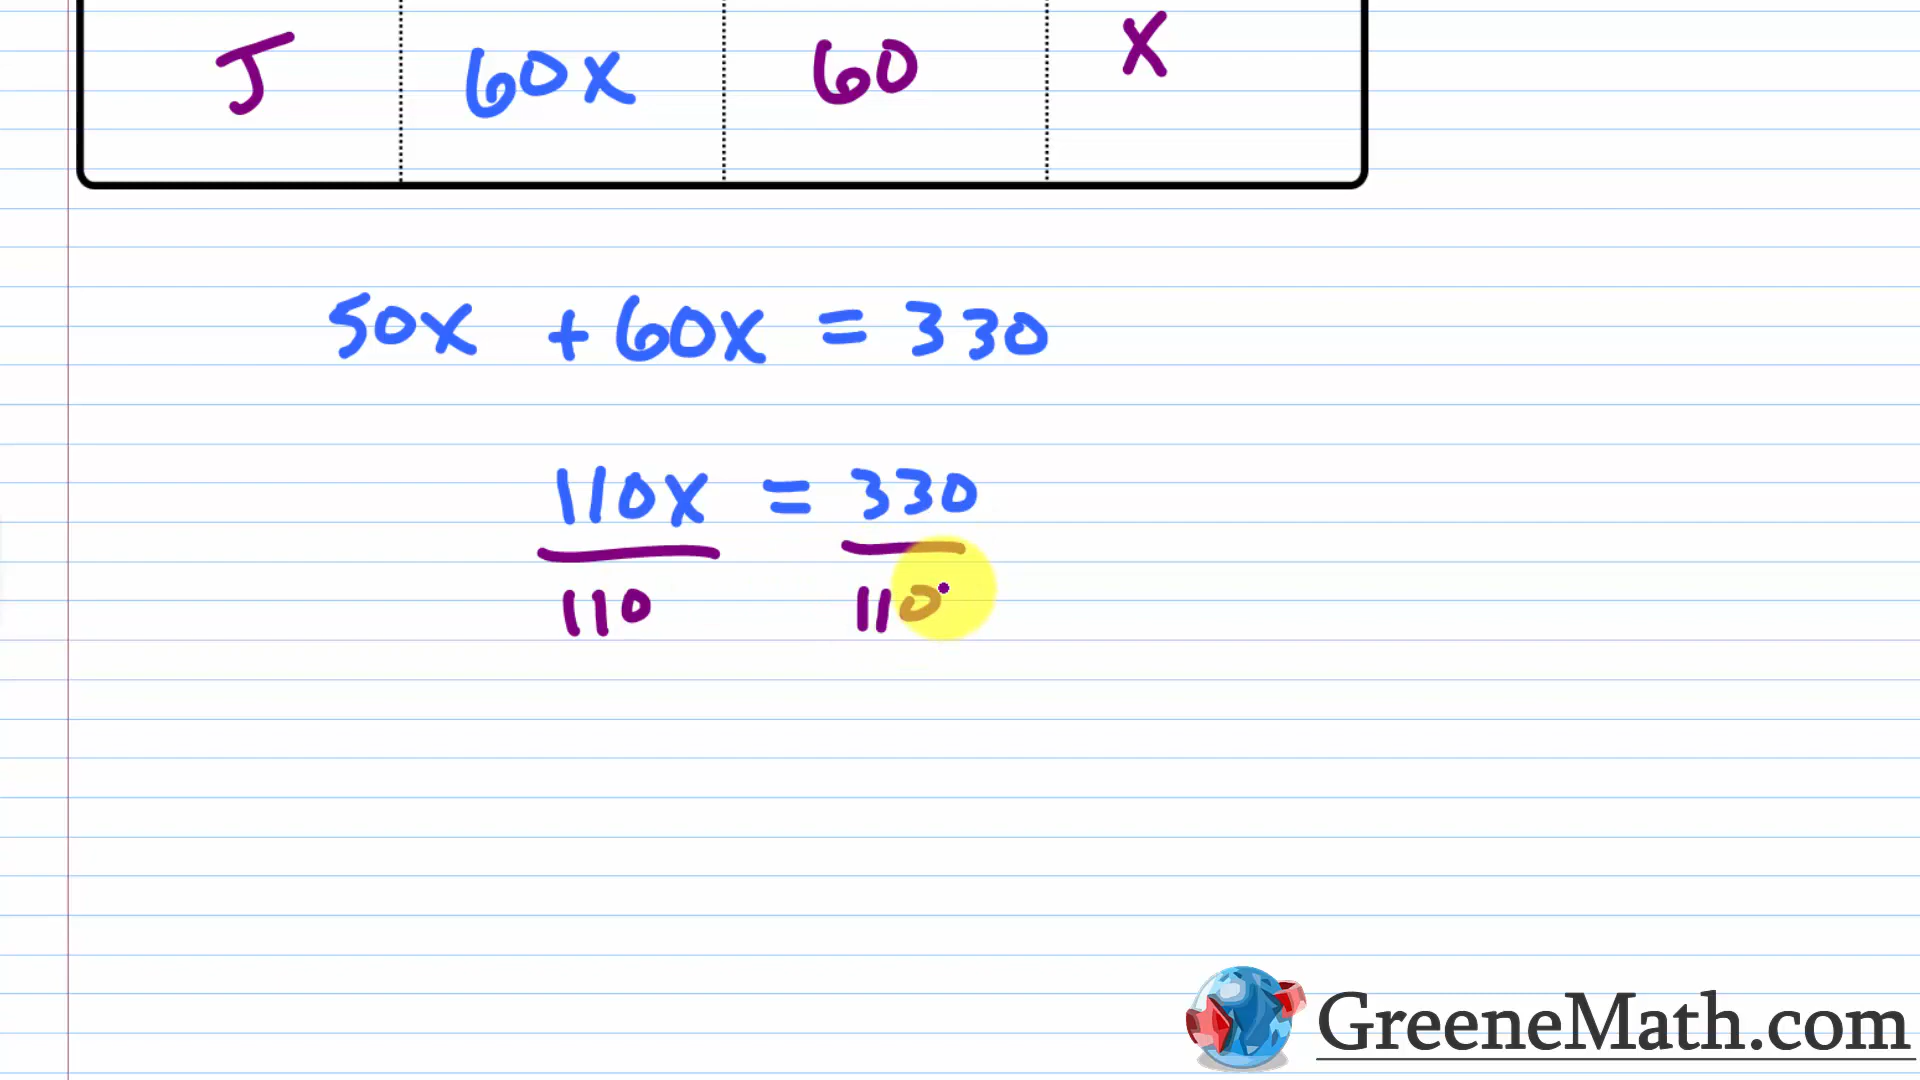 J 60x 60 x
50x + 60x = 330
110x = 330
110 110
GreeneMath.com